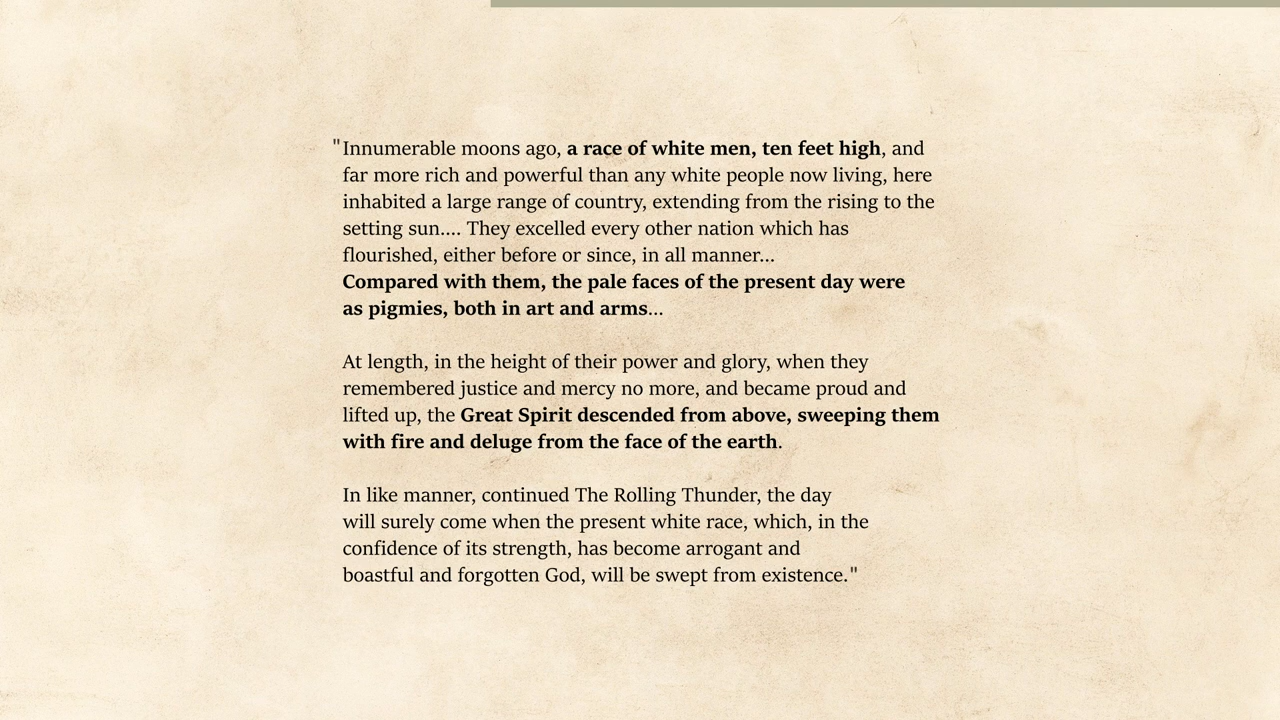 "Innumerable moons ago, a race of white men, ten feet high, and
far more rich and powerful than any white people now living, here
inhabited a large range of country, extending from the rising to the
setting sun.... They excelled every other nation which has
flourished, either before or since, in all manner...
Compared with them, the pale faces of the present day were
as pigmies, both in art and arms...
At length, in the height of their power and glory, when they
remembered justice and mercy no more, and became proud and
lifted up, the Great Spirit descended from above, sweeping them
with fire and deluge from the face of the earth.
In like manner, continued The Rolling Thunder, the day
will surely come when the present white race, which, in the
confidence of its strength, has become arrogant and
boastful and forgotten God, will be swept from existence."